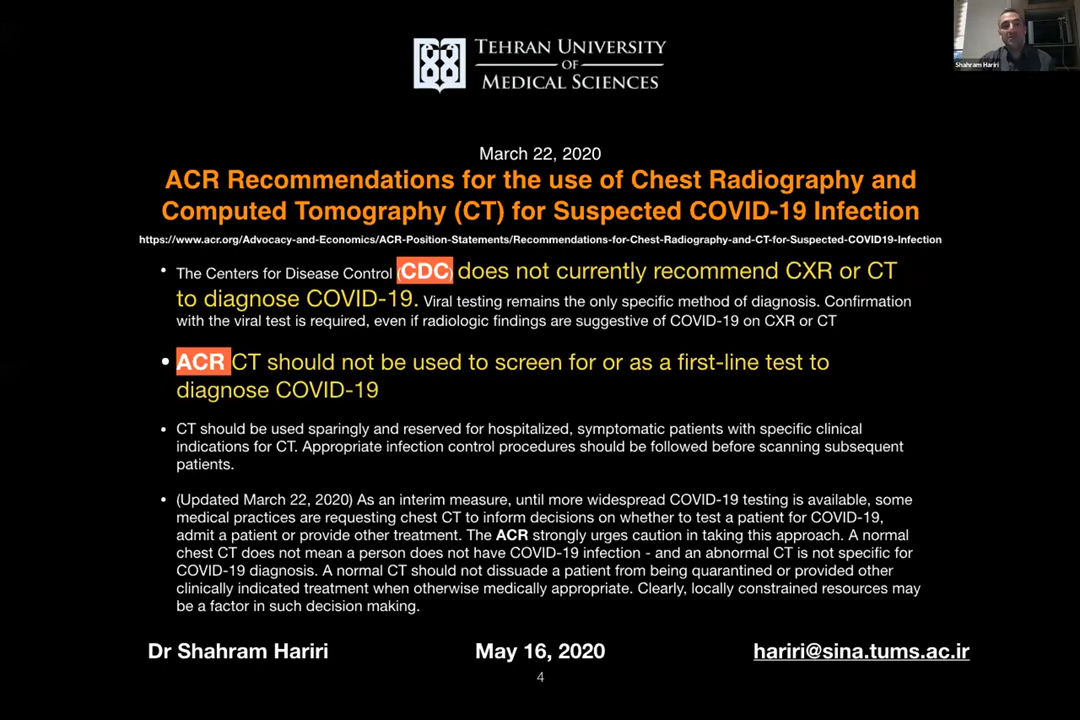 TEHRAN UNIVERSITY
OF
MEDICAL SCIENCES
Shahram Hariri
March 22, 2020
ACR Recommendations for the use of Chest Radiography and
Computed Tomography (CT) for Suspected COVID-19 Infection
https://www.acr.org/Advocacy-and-Economics/ACR-Position-Statements/Recommendations-for-Chest-Radiography-and-CT-for-Suspected-COVID19-Infection
• The Centers for Disease Control (CDC) does not currently recommend CXR or CT
to diagnose COVID-19. Viral testing remains the only specific method of diagnosis. Confirmation
with the viral test is required, even if radiologic findings are suggestive of COVID-19 on CXR or CT
• ACR CT should not be used to screen for or as a first-line test to
diagnose COVID-19
• CT should be used sparingly and reserved for hospitalized, symptomatic patients with specific clinical
indications for CT. Appropriate infection control procedures should be followed before scanning subsequent
patients.
• (Updated March 22, 2020) As an interim measure, until more widespread COVID-19 testing is available, some
medical practices are requesting chest CT to inform decisions on whether to test a patient for COVID-19,
admit a patient or provide other treatment. The ACR strongly urges caution in taking this approach. A normal
chest CT does not mean a person does not have COVID-19 infection - and an abnormal CT is not specific for
COVID-19 diagnosis. A normal CT should not dissuade a patient from being quarantined or provided other
clinically indicated treatment when otherwise medically appropriate. Clearly, locally constrained resources may
be a factor in such decision making.
Dr Shahram Hariri May 16, 2020 hariri@sina.tums.ac.ir
4